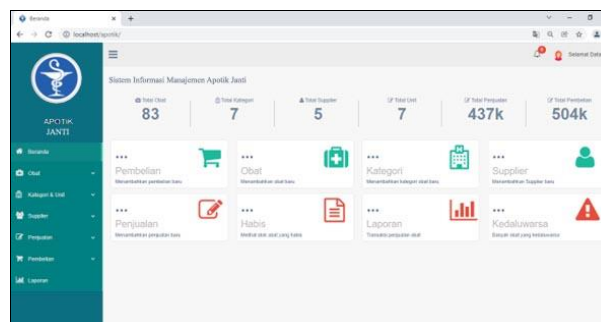 Beranda
localhost/apotik/
Selamat Data
APOTIK
JANTI
Sistem Informasi Manajemen Apotik Janti
Total Obat
Total Kategori
Total Supplier
Total Unit
Total Penjualan
Total Pembelian
83
7
5
7
437k
504k
Beranda
Obat
Kategori & Unit
Supplier
Penjualan
Pembelian
Laporan
Pembelian
Menambahkan pembelian baru
Obat
Menambahkan obat baru
Kategori
Menambahkan kategori obat baru
Supplier
Menambahkan Supplier baru
Penjualan
Menambahkan penjualan baru
Habis
Melihat stok obat yang habis
Laporan
Transaksi penjualan obat
Kedaluwarsa
Banyak obat yang kedaluwarsa